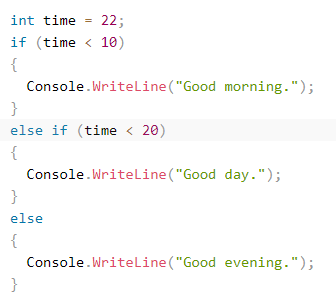 int time = 22;
if (time < 10)
{
  Console.WriteLine("Good morning.");
}
else if (time < 20)
{
  Console.WriteLine("Good day.");
}
else
{
  Console.WriteLine("Good evening.");
}